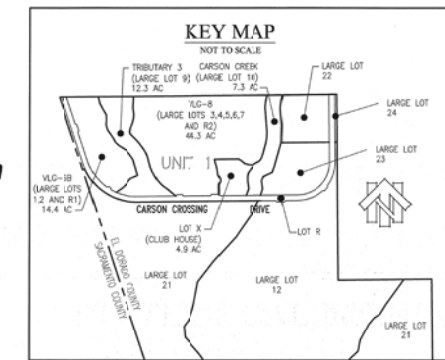 KEY MAP
NOT TO SCALE
TRIBUTARY 3
(LARGE LOT 9)
12.3 AC
CARSON CREEK
(LARGE LOT 10)
7.3 AC
LARGE LOT
22
VLG-8
(LARGE LOTS 3,4,5,6,7
AND R2)
44.3 AC
LARGE LOT
24
UNIT 1
LARGE LOT
23
VLG-
(LARGE LOTS
1,2 AND R1)
14.4 AC
CARSON CROSSING DRIVE
LOT X
(CLUB HOUSE)
4.9 AC
LOT R
N
EL DORADO COUNTY
SACRAMENTO COUNTY
LARGE LOT
21
LARGE LOT
12
LARGE LOT
21